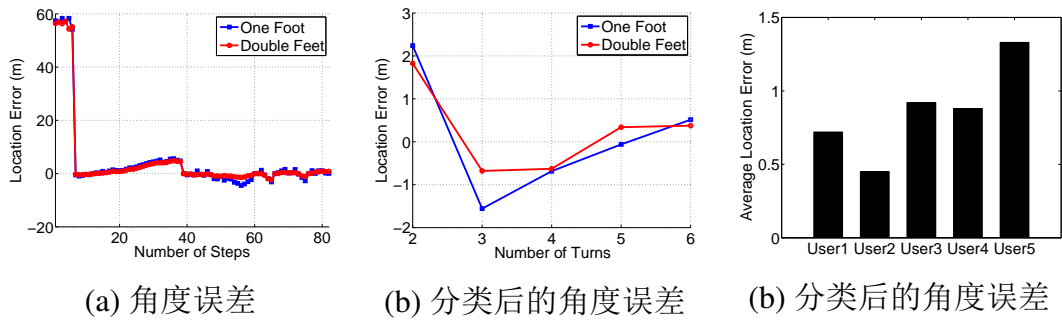 60
40
20
0
−20
20
40
60
80
Location Error (m)
Number of Steps
One Foot
Double Feet
(a) 角度误差
3
2
1
0
−1
−2
2
3
4
5
6
Location Error (m)
Number of Turns
One Foot
Double Feet
(b) 分类后的角度误差
1.5
1
0.5
0
Average Location Error (m)
User1 User2 User3 User4 User5
(b) 分类后的角度误差